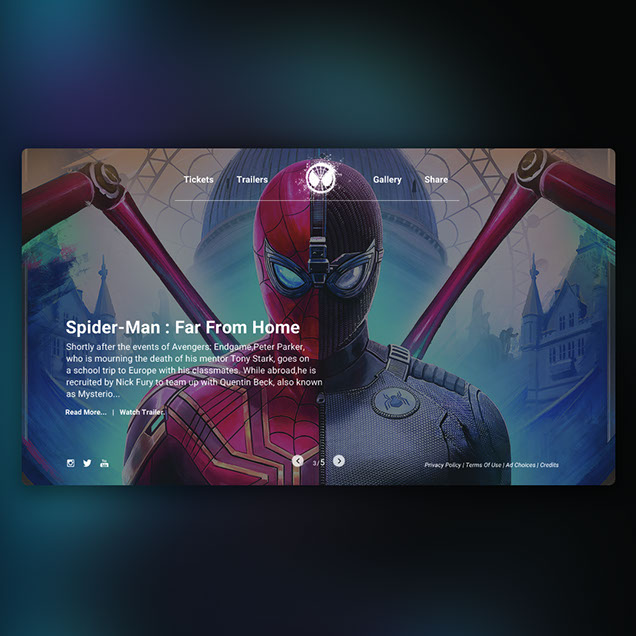 Tickets Trailers Gallery Share
Spider-Man : Far From Home
Shortly after the events of Avengers: Endgame,Peter Parker,
who is mourning the death of his mentor Tony Stark, goes on
a school trip to Europe with his classmates. While abroad,he is
recruited by Nick Fury to team up with Quentin Beck, also known
as Mysterio...
Read More... | Watch Trailer.
3/5
Privacy Policy | Terms Of Use | Ad Choices | Credits